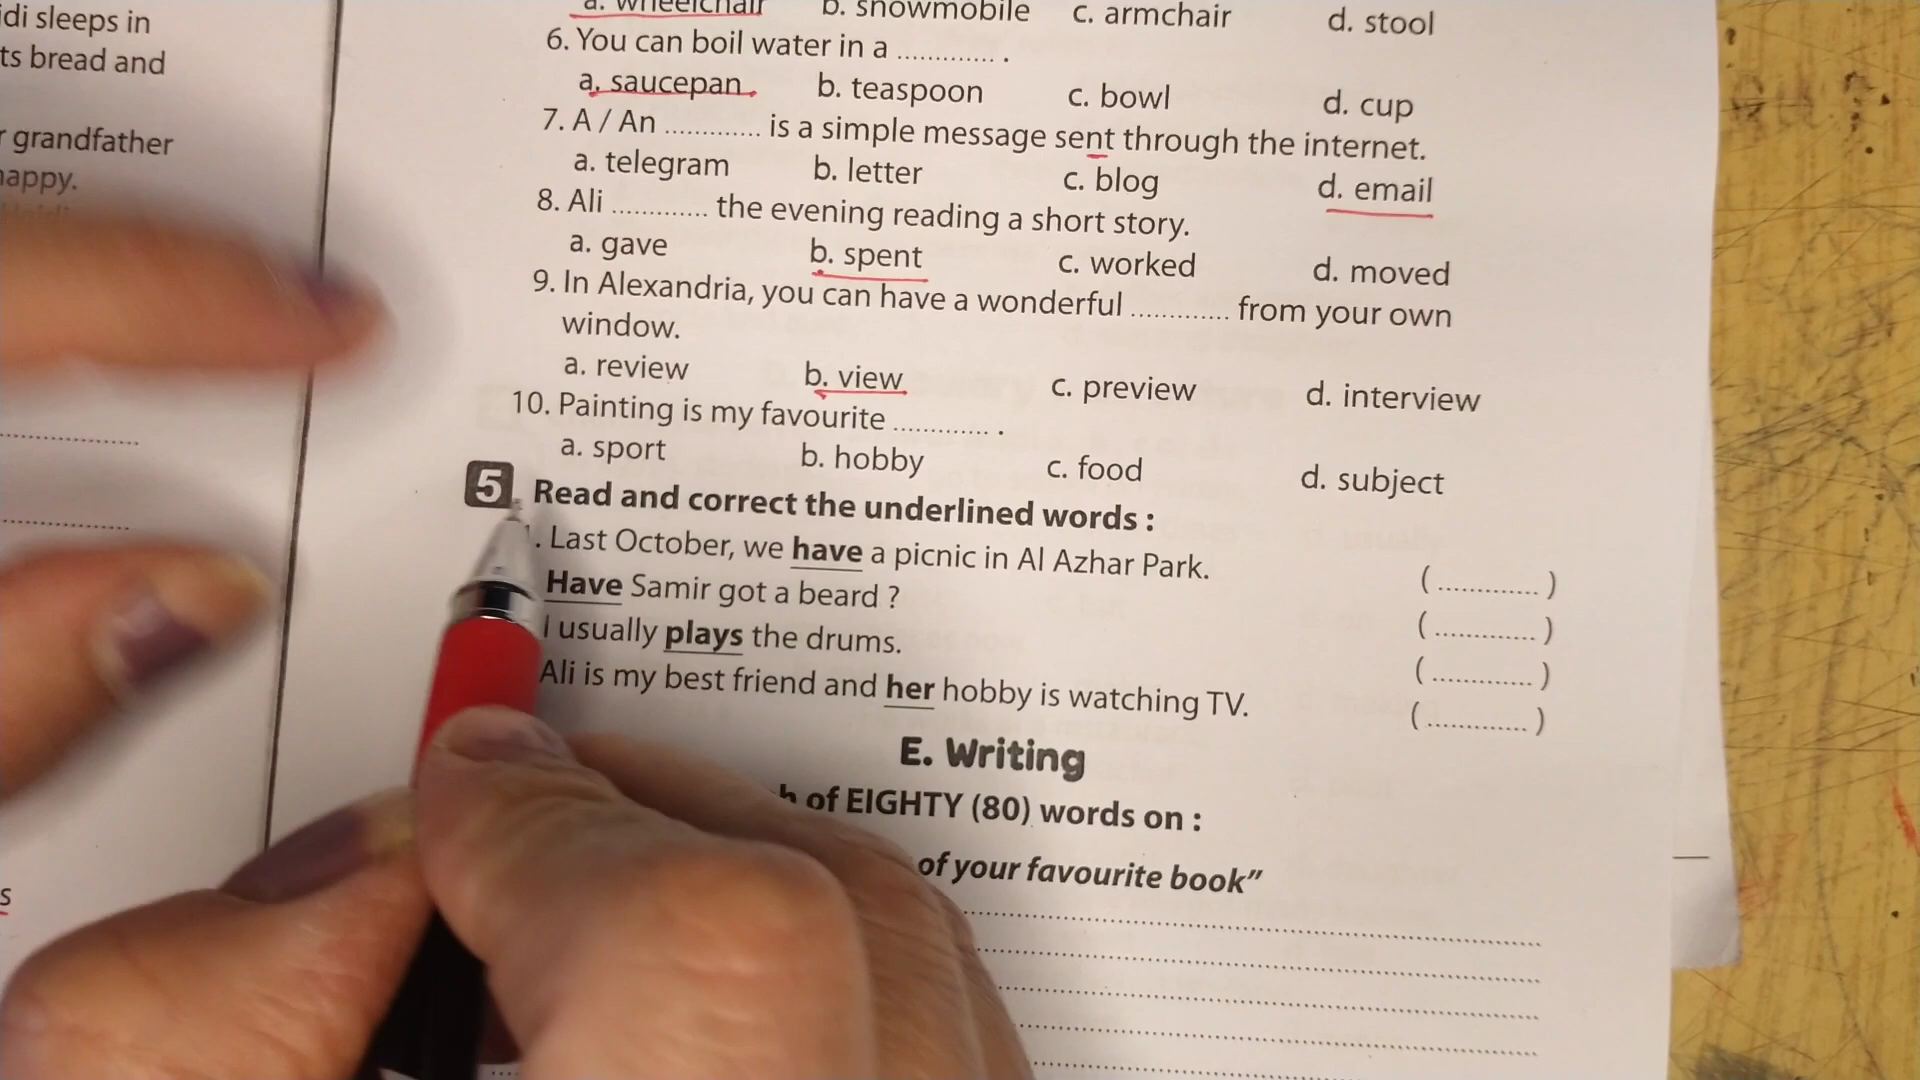 di sleeps in
ts bread and
grandfather
appy.
s
a. wheelchair b. snowmobile c. armchair d. stool
6. You can boil water in a ............. .
a. saucepan b. teaspoon c. bowl d. cup
7. A / An ............. is a simple message sent through the internet.
a. telegram b. letter c. blog d. email
8. Ali ............. the evening reading a short story.
a. gave b. spent c. worked d. moved
9. In Alexandria, you can have a wonderful ............. from your own
window.
a. review b. view c. preview d. interview
10. Painting is my favourite ............. .
a. sport b. hobby c. food d. subject
5 Read and correct the underlined words :
. Last October, we have a picnic in Al Azhar Park. (.............)
Have Samir got a beard ? (.............)
I usually plays the drums. (.............)
Ali is my best friend and her hobby is watching TV. (.............)
E. Writing
of EIGHTY (80) words on :
of your favourite book”